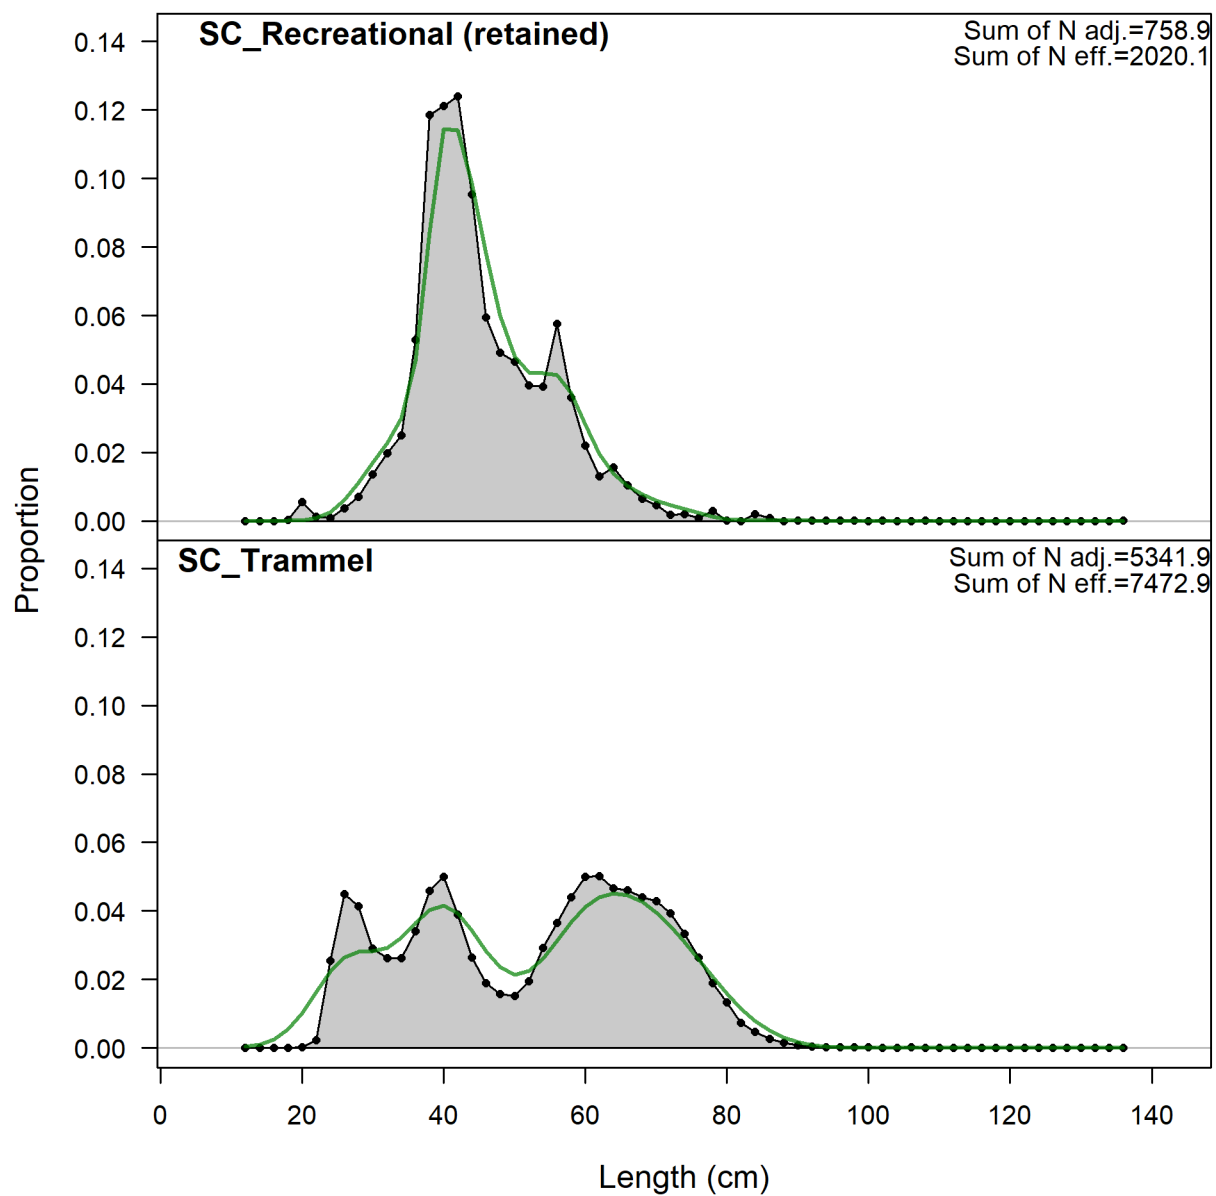 SC_Recreational (retained)
Sum of N adj.=758.9
Sum of N eff.=2020.1
0.14
0.12
0.10
0.08
0.06
0.04
0.02
0.00
SC_Trammel
Sum of N adj.=5341.9
Sum of N eff.=7472.9
0.14
0.12
0.10
0.08
0.06
0.04
0.02
0.00
Proportion
0 20 40 60 80 100 120 140
Length (cm)